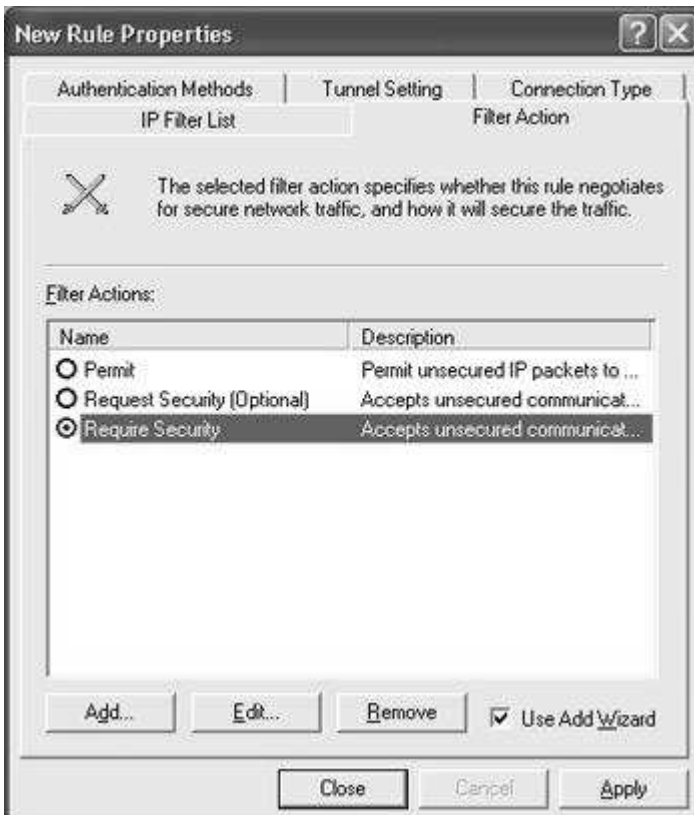 New Rule Properties
Authentication Methods Tunnel Setting Connection Type
IP Filter List Filter Action
The selected filter action specifies whether this rule negotiates
for secure network traffic, and how it will secure the traffic.
Filter Actions:
Name Description
Permit Permit unsecured IP packets to ...
Request Security (Optional) Accepts unsecured communicat...
Require Security Accepts unsecured communicat...
Add... Edit... Remove Use Add Wizard
Close Cancel Apply